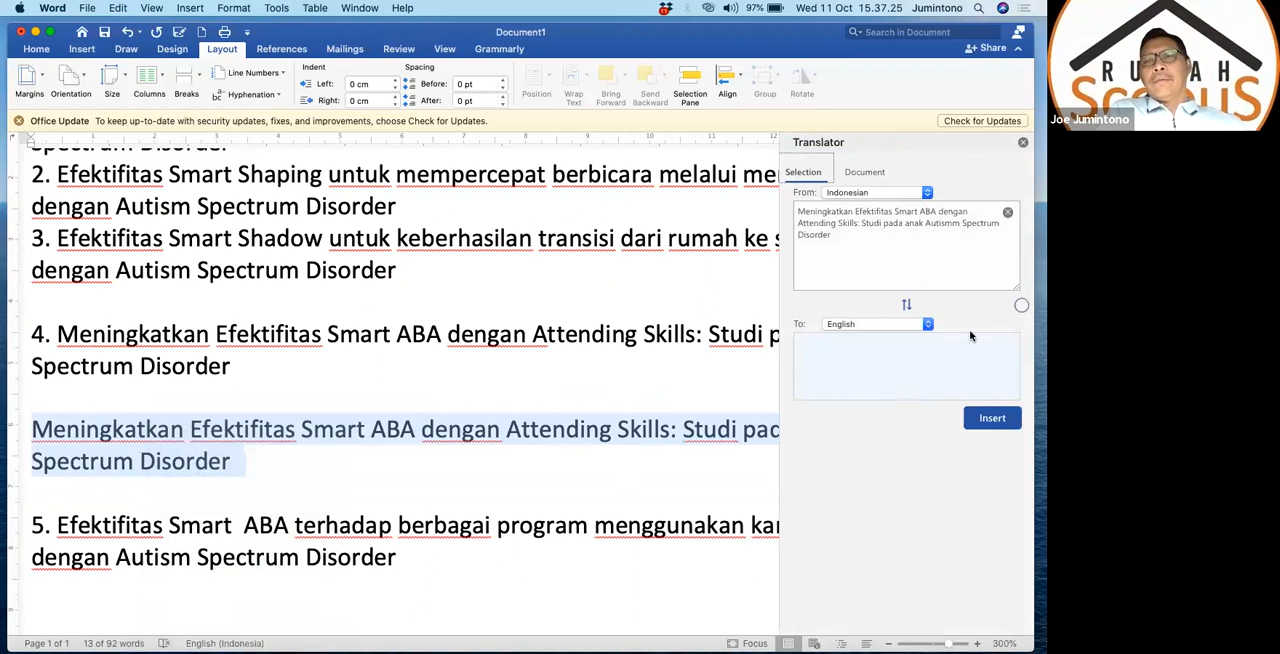 Word File Edit View Insert Format Tools Table Window Help 97% Wed 11 Oct 15.37.25 Jumintono
Document1
Search in Document
Home Insert Draw Design Layout References Mailings Review View Grammarly
Share
Margins Orientation Size Columns Breaks Line Numbers Hyphenation
Indent Spacing
Left: 0 cm Before: 0 pt
Right: 0 cm After: 0 pt
Position Wrap Text Bring Forward Send Backward Selection Pane Align Group Rotate
Office Update To keep up-to-date with security updates, fixes, and improvements, choose Check for Updates. Check for Updates
Spectrum Disorder
2. Efektifitas Smart Shaping untuk mempercepat berbicara melalui me
dengan Autism Spectrum Disorder
3. Efektifitas Smart Shadow untuk keberhasilan transisi dari rumah ke s
dengan Autism Spectrum Disorder
4. Meningkatkan Efektifitas Smart ABA dengan Attending Skills: Studi p
Spectrum Disorder
Meningkatkan Efektifitas Smart ABA dengan Attending Skills: Studi pad
Spectrum Disorder
5. Efektifitas Smart  ABA terhadap berbagai program menggunakan ka
dengan Autism Spectrum Disorder
Translator
Selection Document
From: Indonesian
Meningkatkan Efektifitas Smart ABA dengan
Attending Skills: Studi pada anak Autismm Spectrum
Disorder
To: English
Insert
Page 1 of 1 13 of 92 words English (Indonesia) Focus 300%
RUMAH
Scopus
Joe Jumintono